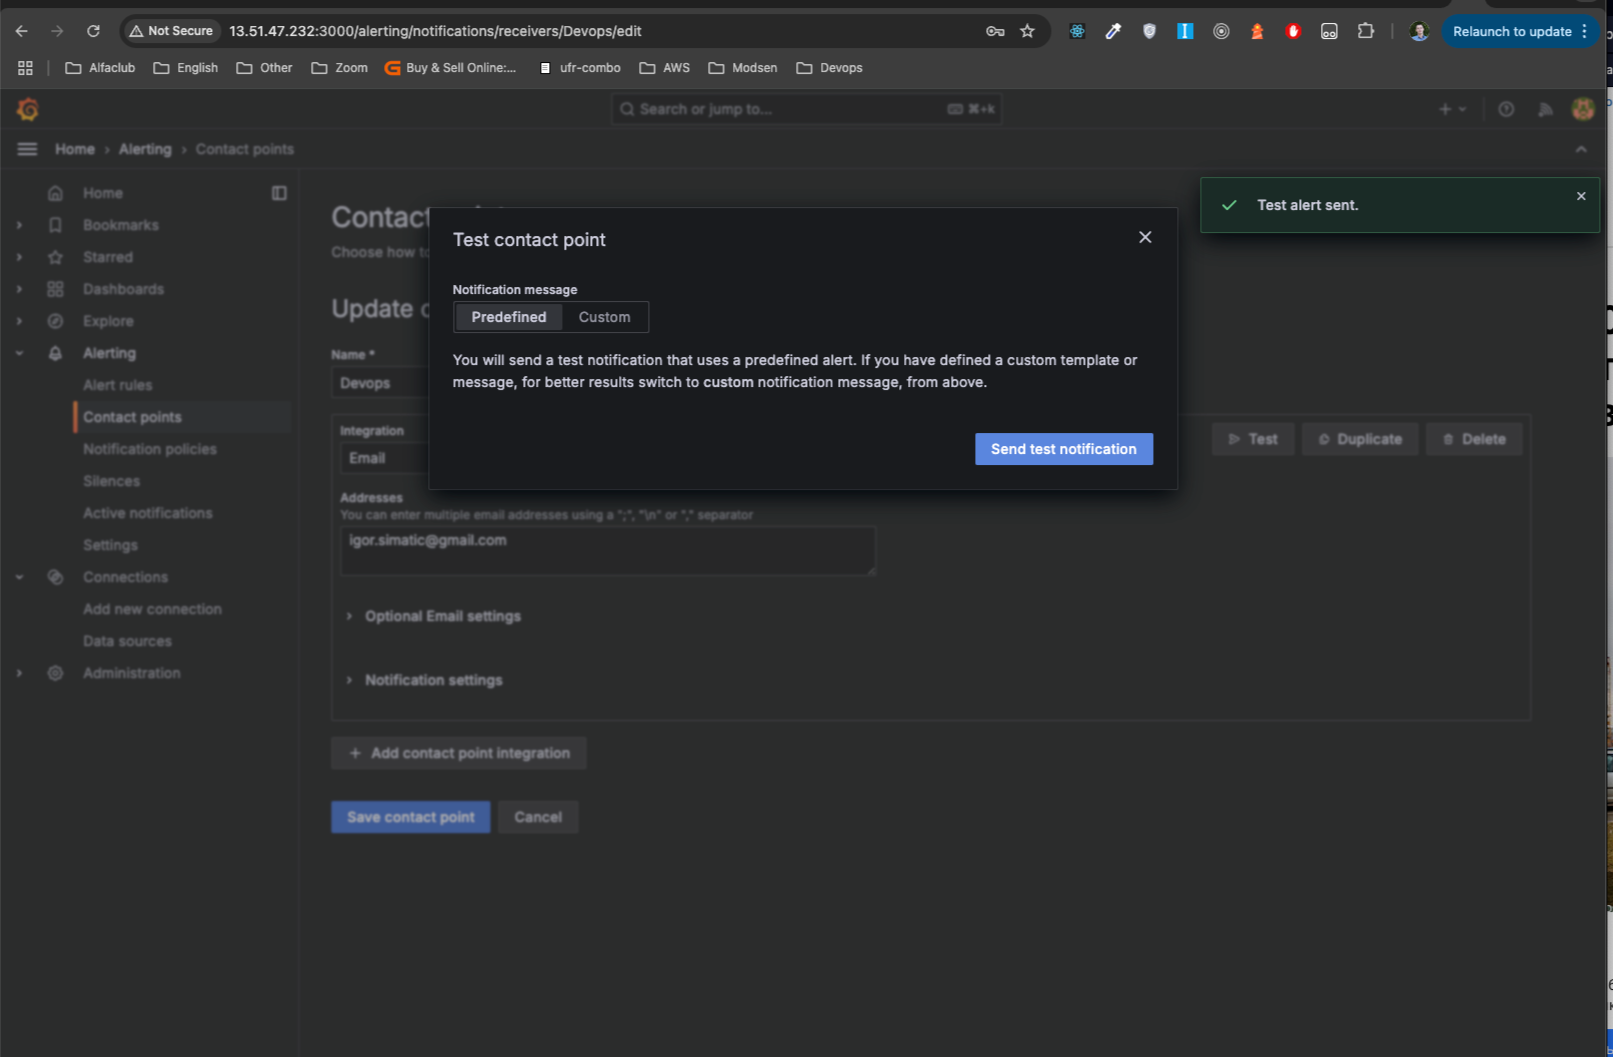 Not Secure 13.51.47.232:3000/alerting/notifications/receivers/Devops/edit Relaunch to update
Alfaclub English Other Zoom Buy & Sell Online:... ufr-combo AWS Modsen Devops
Search or jump to... ⌘+k
Home > Alerting > Contact points
Home
Bookmarks
Starred
Dashboards
Explore
Alerting
Alert rules
Contact points
Notification policies
Silences
Active notifications
Settings
Connections
Add new connection
Data sources
Administration
Test alert sent.
Contact
Choose how to
Update
Name *
Devops
Test contact point
Notification message
Predefined Custom
You will send a test notification that uses a predefined alert. If you have defined a custom template or
message, for better results switch to custom notification message, from above.
Send test notification
Integration
Email
Test Duplicate Delete
Addresses
You can enter multiple email addresses using a ";", "\n" or "," separator
igor.simatic@gmail.com
Optional Email settings
Notification settings
+ Add contact point integration
Save contact point Cancel